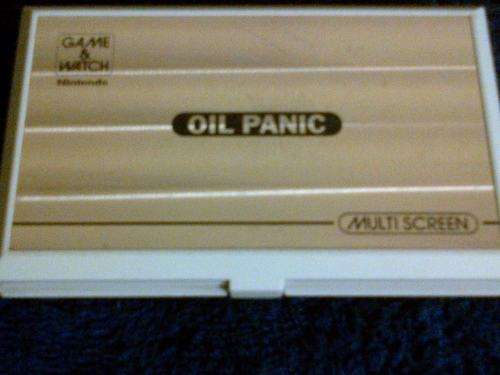 GAME
&
WATCH
Nintendo
OIL PANIC
MULTI SCREEN